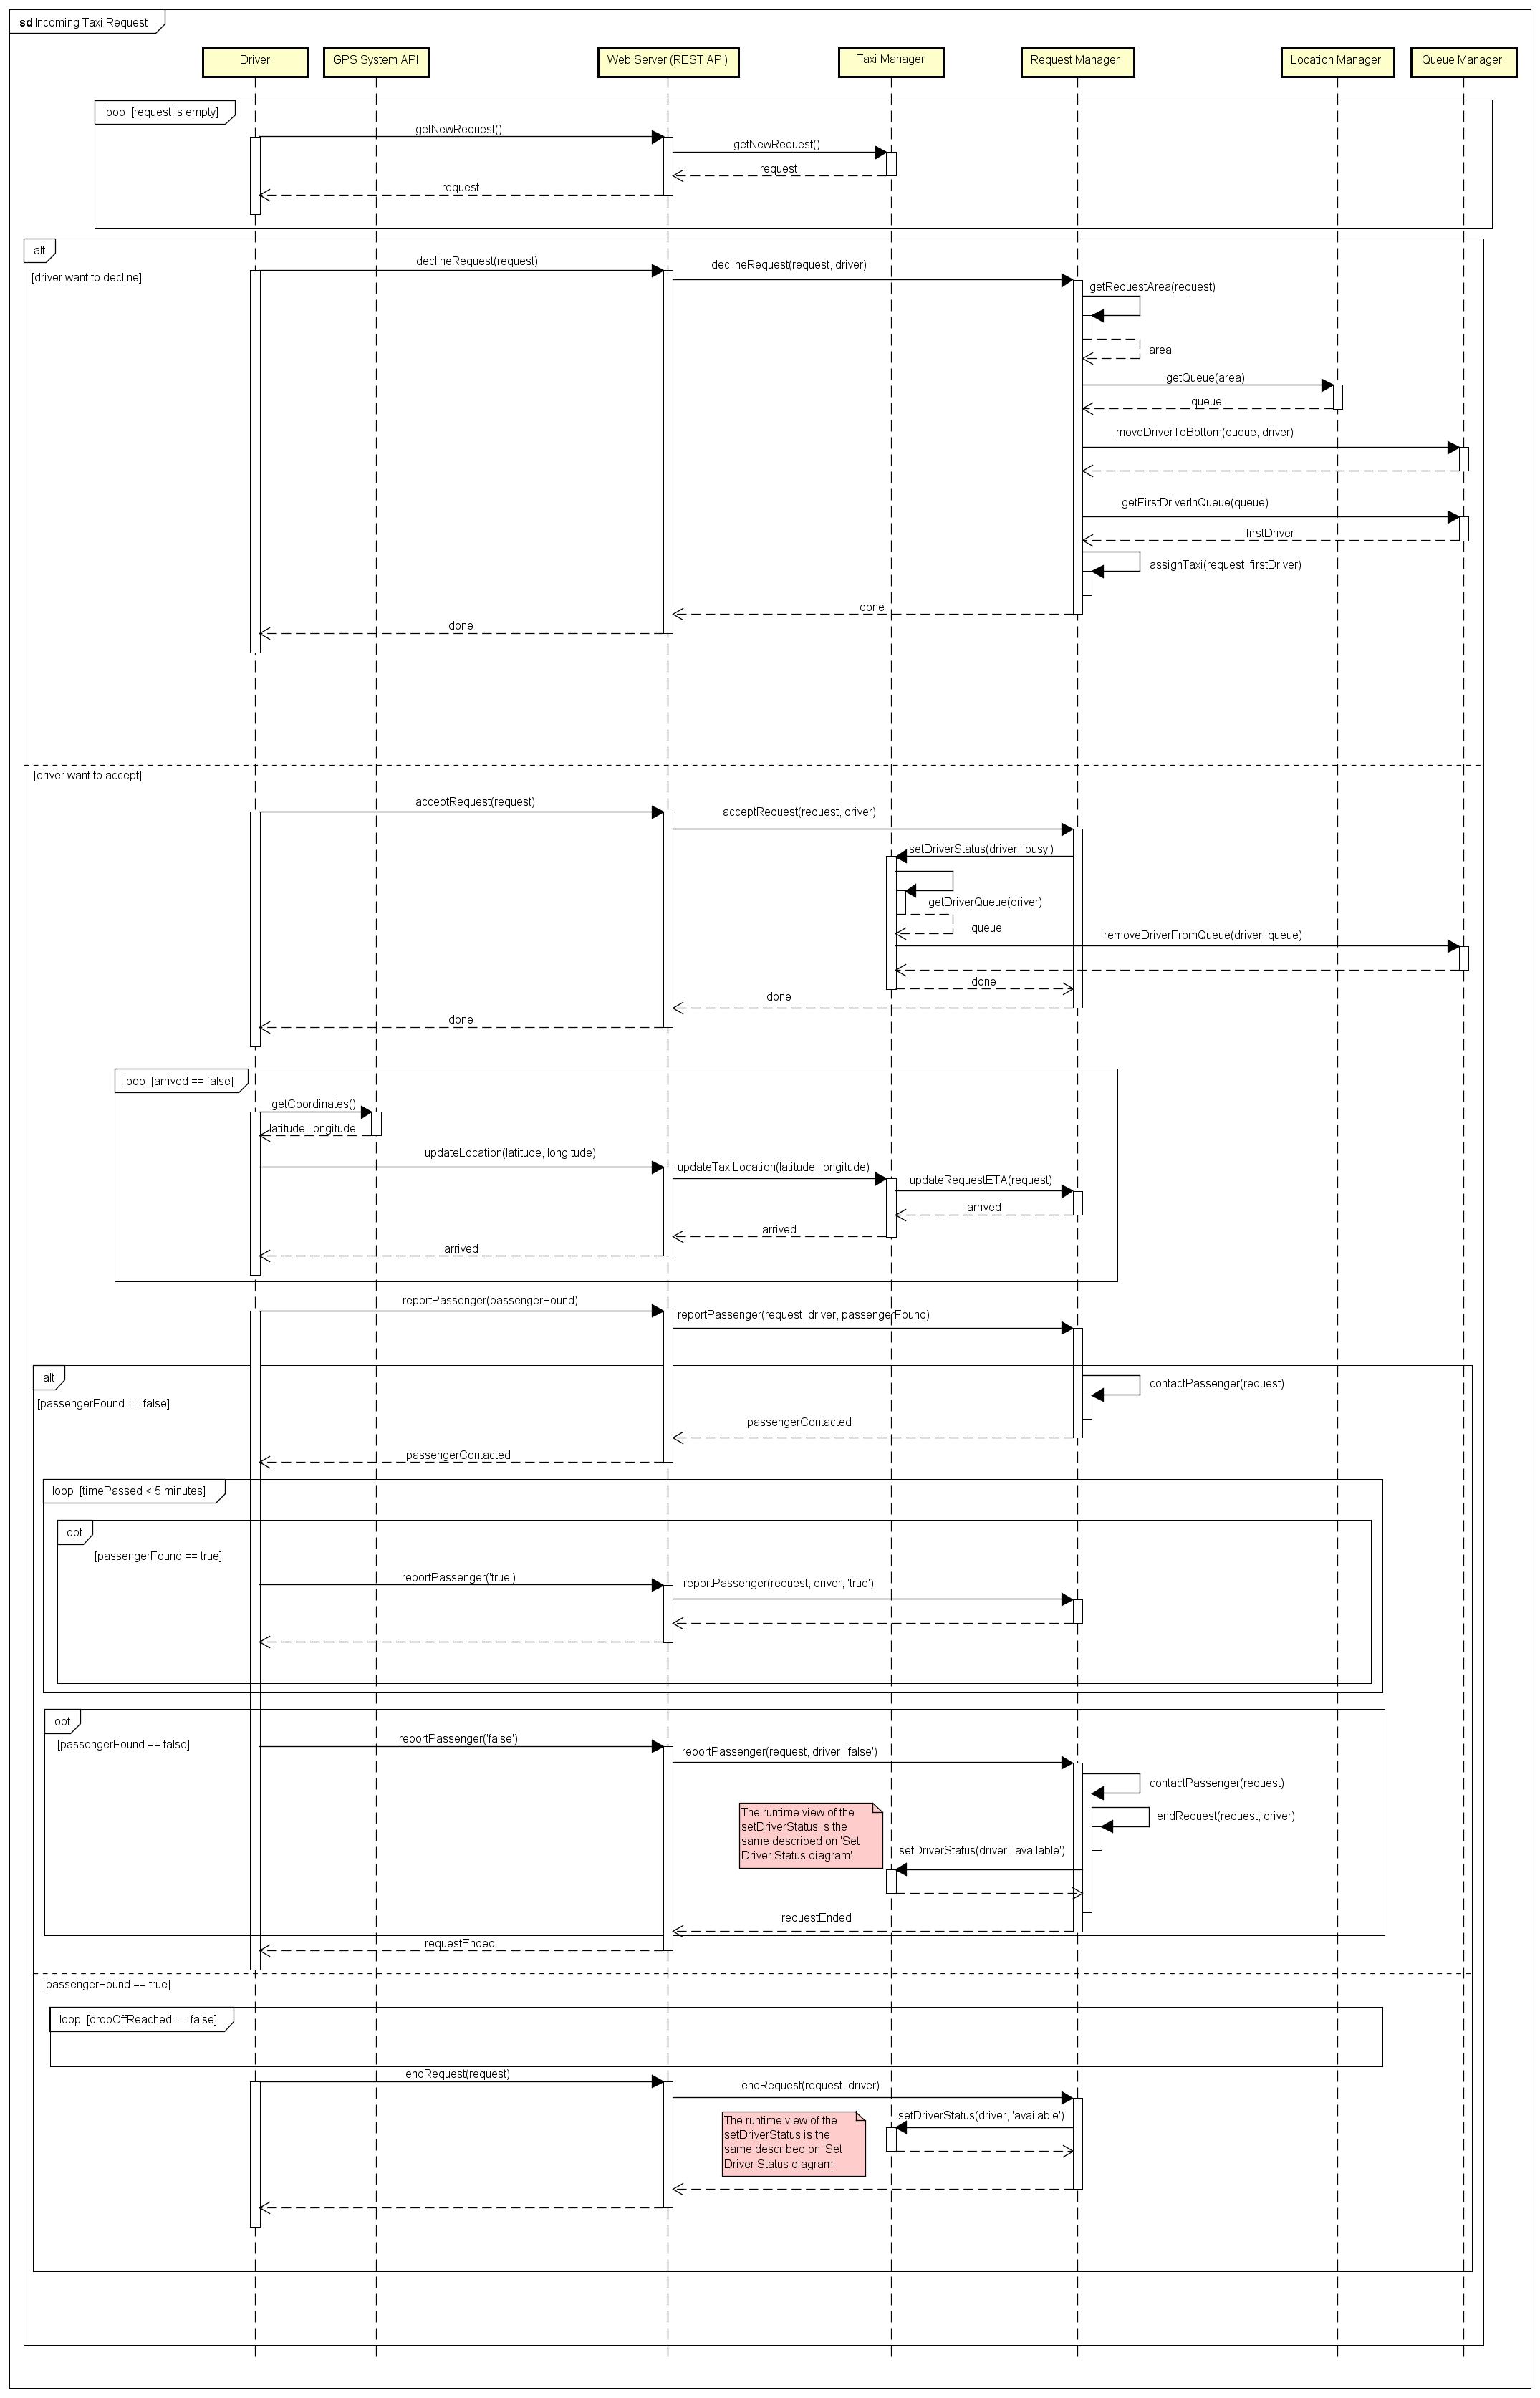 sd Incoming Taxi Request
Driver
GPS System API
Web Server (REST API)
Taxi Manager
Request Manager
Location Manager
Queue Manager
loop [request is empty]
getNewRequest()
getNewRequest()
request
request
alt
[driver want to decline]
declineRequest(request)
declineRequest(request, driver)
getRequestArea(request)
area
getQueue(area)
queue
moveDriverToBottom(queue, driver)
getFirstDriverInQueue(queue)
firstDriver
assignTaxi(request, firstDriver)
done
done
[driver want to accept]
acceptRequest(request)
acceptRequest(request, driver)
setDriverStatus(driver, 'busy')
getDriverQueue(driver)
queue
removeDriverFromQueue(driver, queue)
done
done
done
loop [arrived == false]
getCoordinates()
latitude, longitude
updateLocation(latitude, longitude)
updateTaxiLocation(latitude, longitude)
updateRequestETA(request)
arrived
arrived
arrived
reportPassenger(passengerFound)
reportPassenger(request, driver, passengerFound)
alt
[passengerFound == false]
contactPassenger(request)
passengerContacted
passengerContacted
loop [timePassed < 5 minutes]
opt
[passengerFound == true]
reportPassenger('true')
reportPassenger(request, driver, 'true')
opt
[passengerFound == false]
reportPassenger('false')
reportPassenger(request, driver, 'false')
contactPassenger(request)
endRequest(request, driver)
The runtime view of the
setDriverStatus is the
same described on 'Set
Driver Status diagram'
setDriverStatus(driver, 'available')
requestEnded
requestEnded
[passengerFound == true]
loop [dropOffReached == false]
endRequest(request)
endRequest(request, driver)
setDriverStatus(driver, 'available')
The runtime view of the
setDriverStatus is the
same described on 'Set
Driver Status diagram'